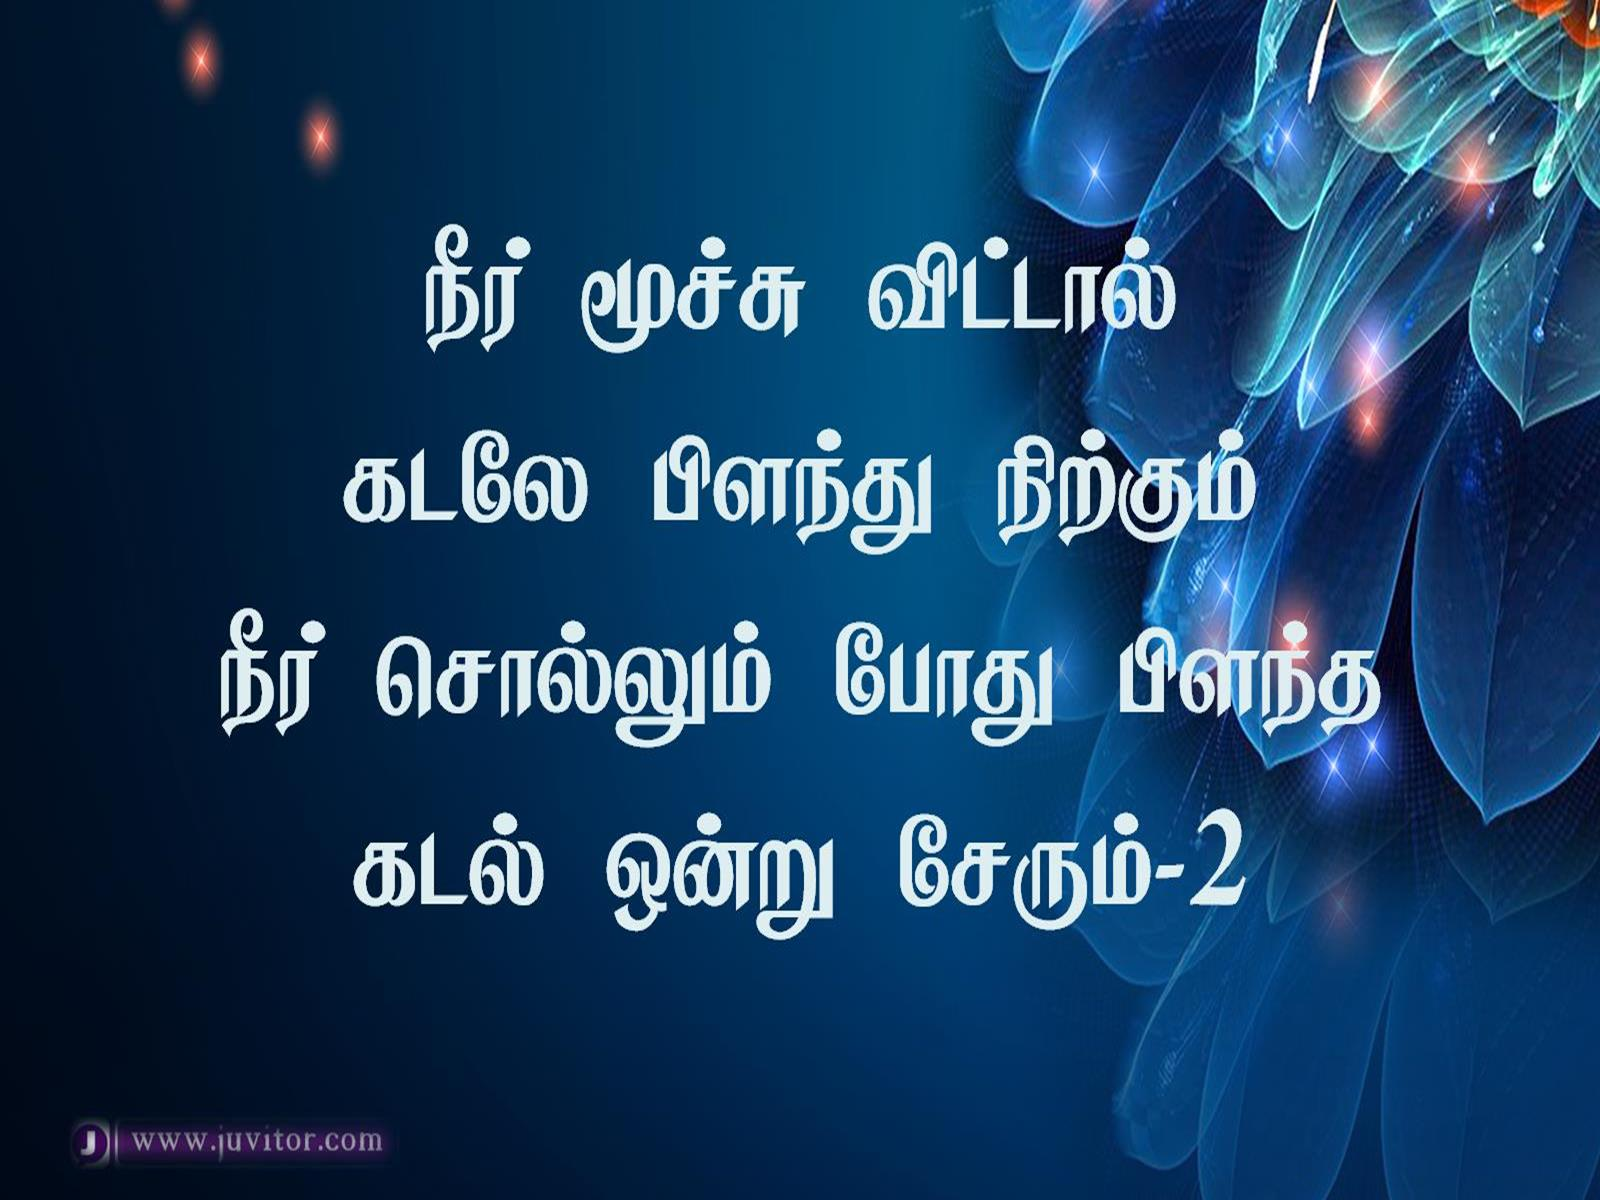 நீர் மூச்சு விட்டால்
கடலே பிளந்து நிற்கும்
நீர் சொல்லும் போது பிளந்த
கடல் ஒன்று சேரும்-2
J www.juvitor.com